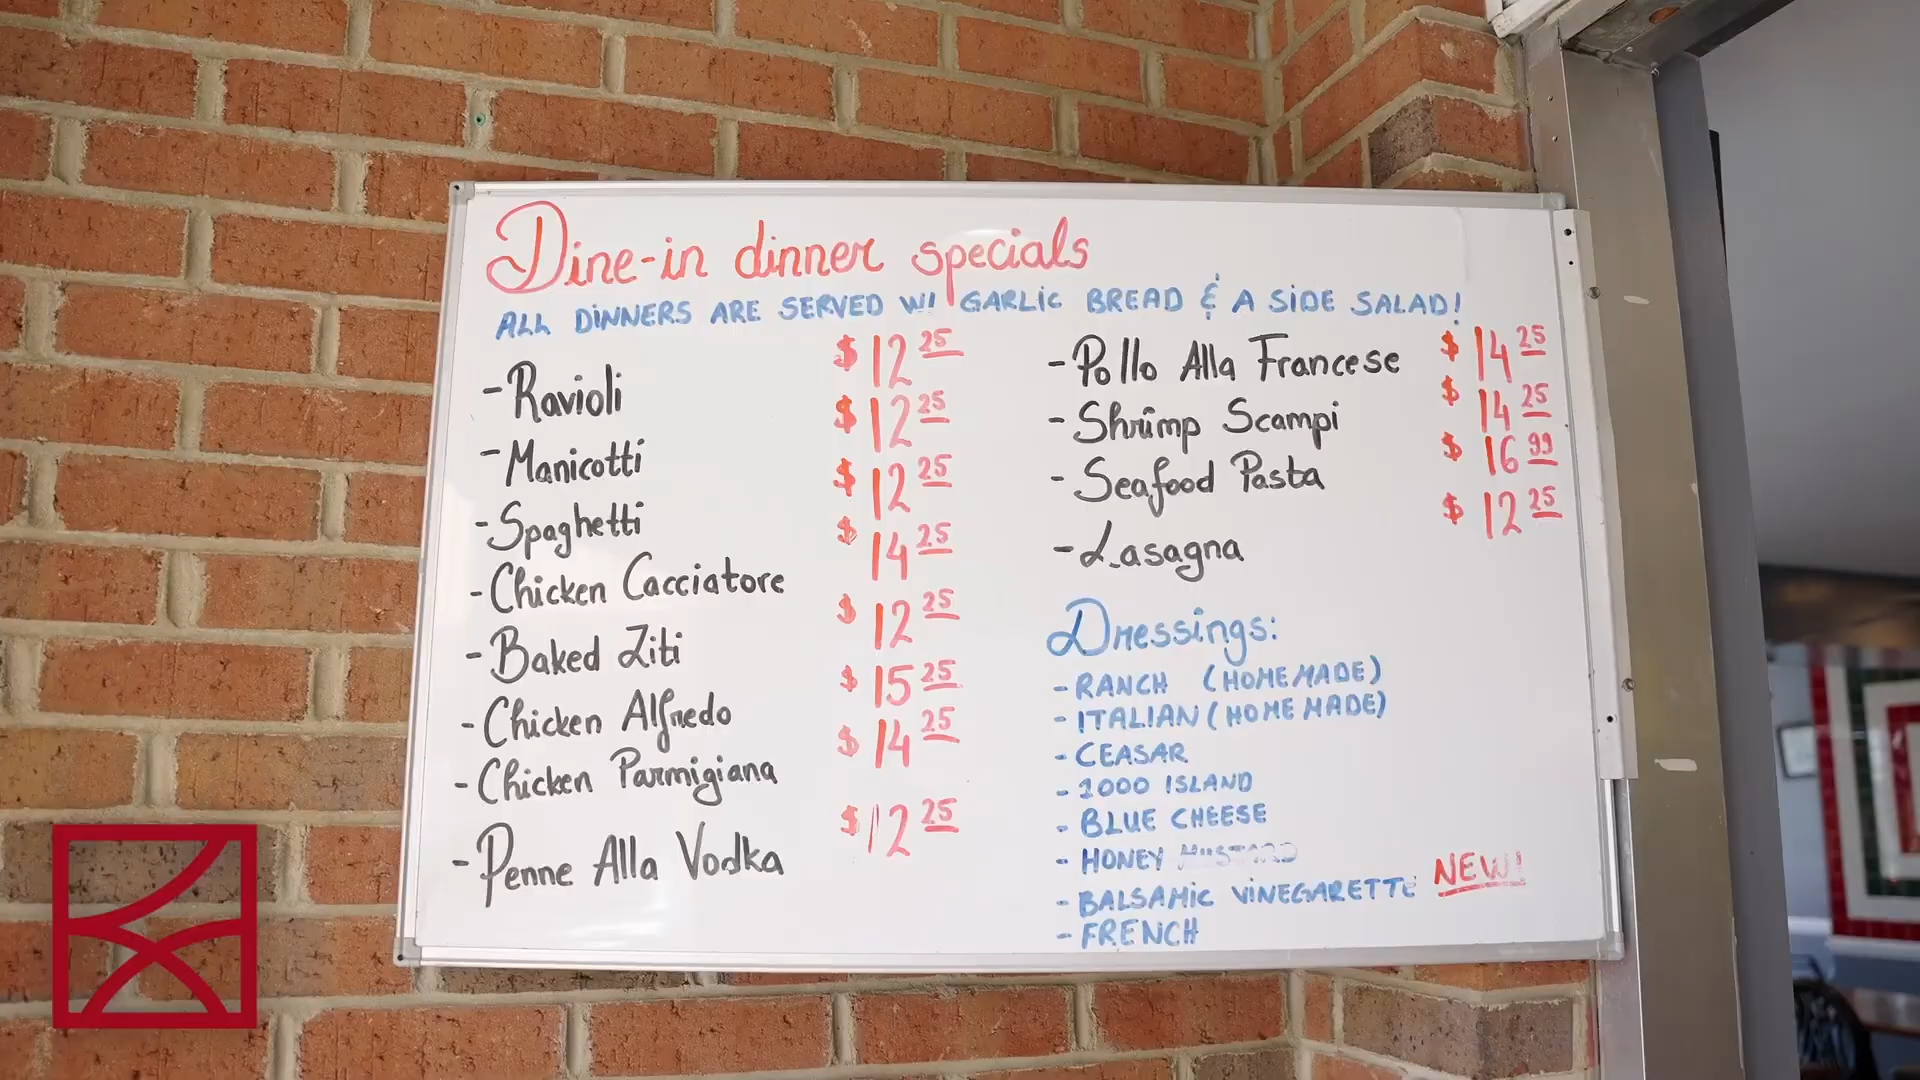 Dine-in dinner specials
ALL DINNERS ARE SERVED W/ GARLIC BREAD & A SIDE SALAD!
- Ravioli $12 25
- Manicotti $12 25
- Spaghetti $12 25
- Chicken Cacciatore $14 25
- Baked Ziti $12 25
- Chicken Alfredo $15 25
- Chicken Parmigiana $14 25
- Penne Alla Vodka $12 25
- Pollo Alla Francese $14 25
- Shrimp Scampi $14 25
- Seafood Pasta $16 99
- Lasagna $12 25
Dressings:
- RANCH (HOMEMADE)
- ITALIAN (HOMEMADE)
- CEASAR
- 1000 ISLAND
- BLUE CHEESE
- HONEY MUSTARD
- BALSAMIC VINEGARETTE NEW!
- FRENCH